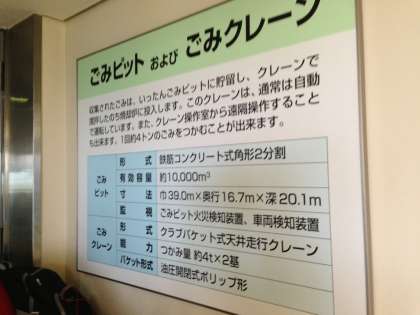 ごみピット および ごみクレーン
収集されたごみは、いったんごみピットに貯留し、クレーンで
攪拌したのち焼却炉に投入します。このクレーンは、通常は自動
で運転しています。また、クレーン操作室から遠隔操作すること
も出来ます。1回約4トンのごみをつかむことが出来ます。
ごみピット
形式 鉄筋コンクリート式角形2分割
有効容量 約10,000m³
寸法 巾39.0m×奥行16.7m×深20.1m
監視 ごみピット火災検知装置、車両検知装置
ごみクレーン
形式 クラブバケット式天井走行クレーン
能力 つかみ量 約4t×2基
バケット形式 油圧開閉式ポリップ形